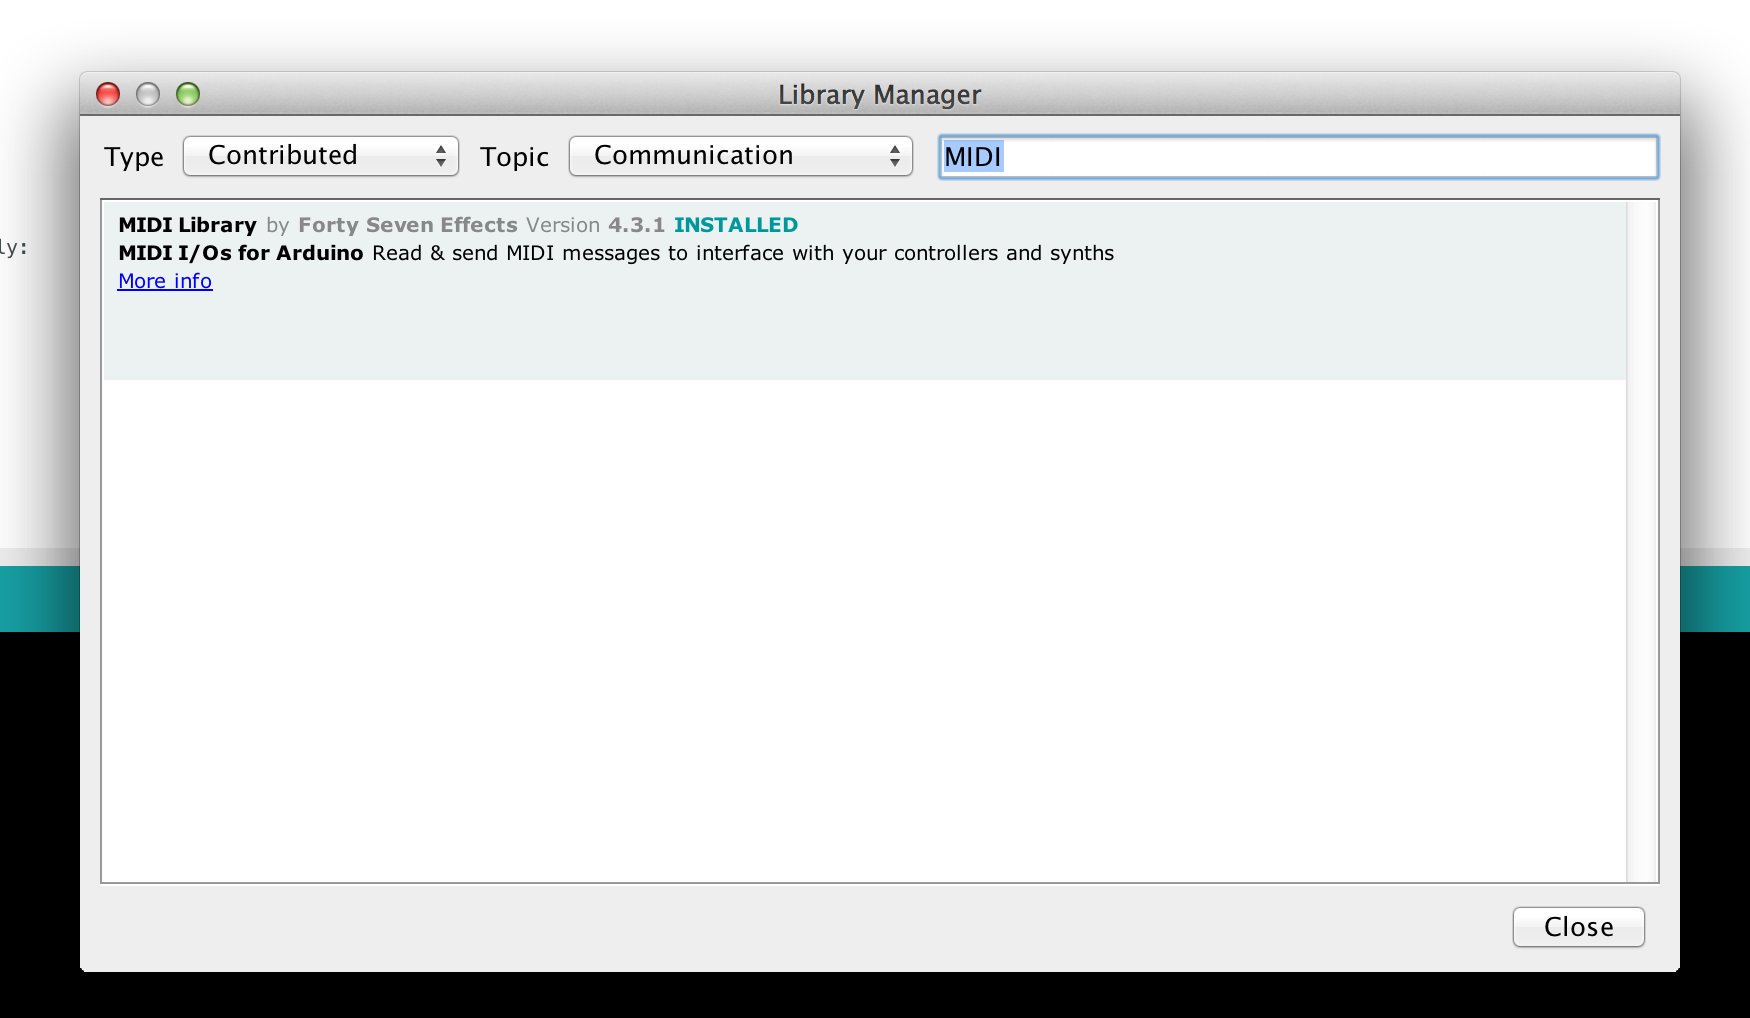 Library Manager
Type Contributed Topic Communication MIDI
ly:
MIDI Library by Forty Seven Effects Version 4.3.1 INSTALLED
MIDI I/Os for Arduino Read & send MIDI messages to interface with your controllers and synths
More info
Close